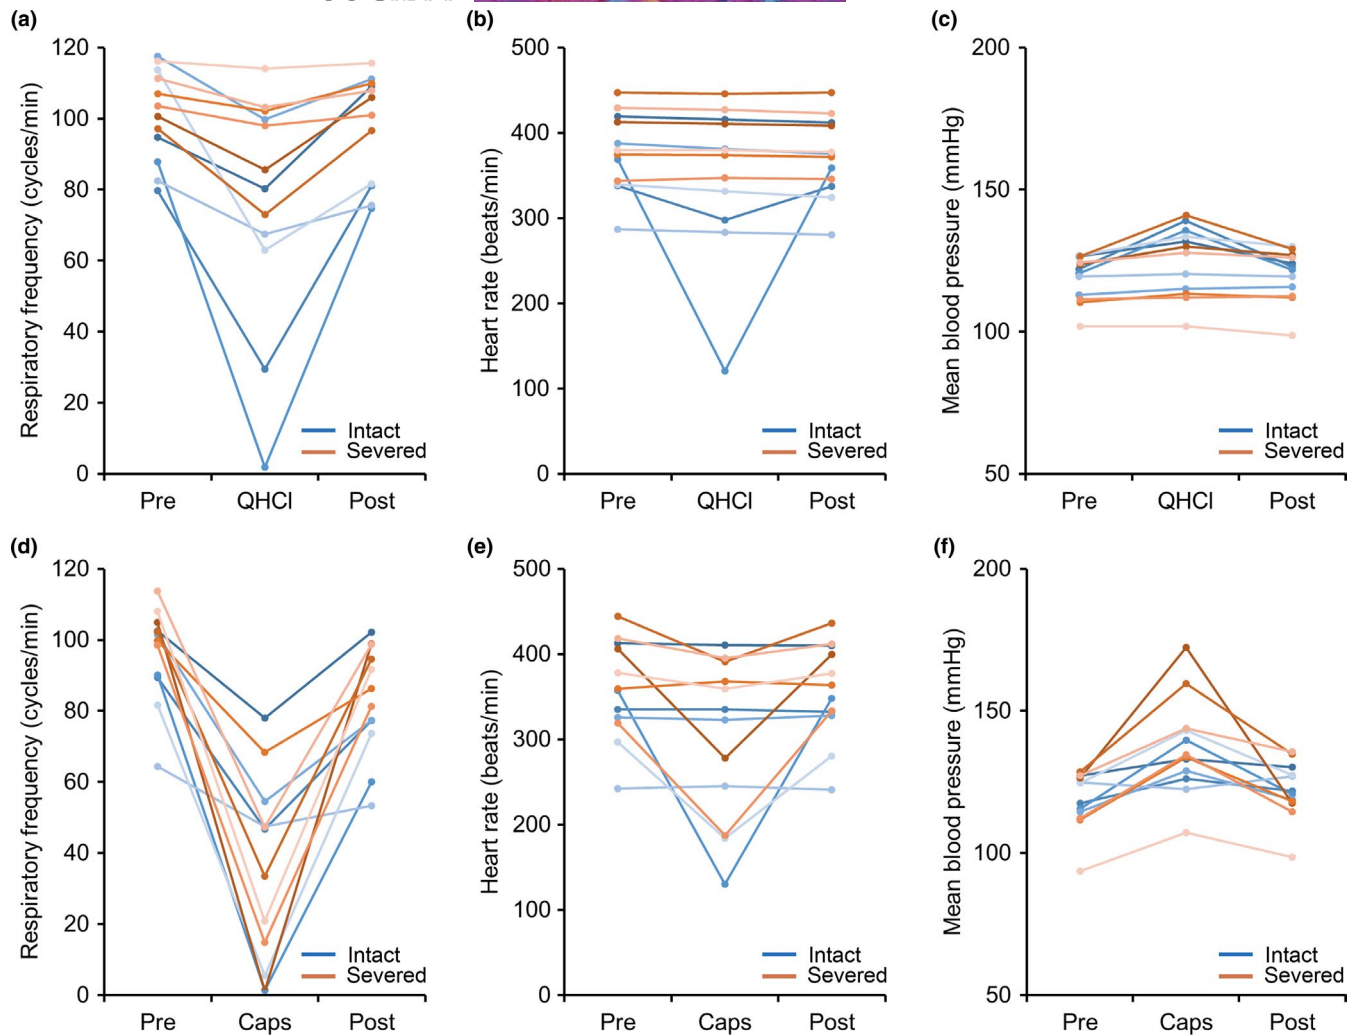 (a)
Respiratory frequency (cycles/min)
120
100
80
60
40
20
0
Pre QHCl Post
Intact
Severed
(b)
Heart rate (beats/min)
500
400
300
200
100
0
Pre QHCl Post
Intact
Severed
(c)
Mean blood pressure (mmHg)
200
150
100
50
Pre QHCl Post
Intact
Severed
(d)
Respiratory frequency (cycles/min)
120
100
80
60
40
20
0
Pre Caps Post
Intact
Severed
(e)
Heart rate (beats/min)
500
400
300
200
100
0
Pre Caps Post
Intact
Severed
(f)
Mean blood pressure (mmHg)
200
150
100
50
Pre Caps Post
Intact
Severed